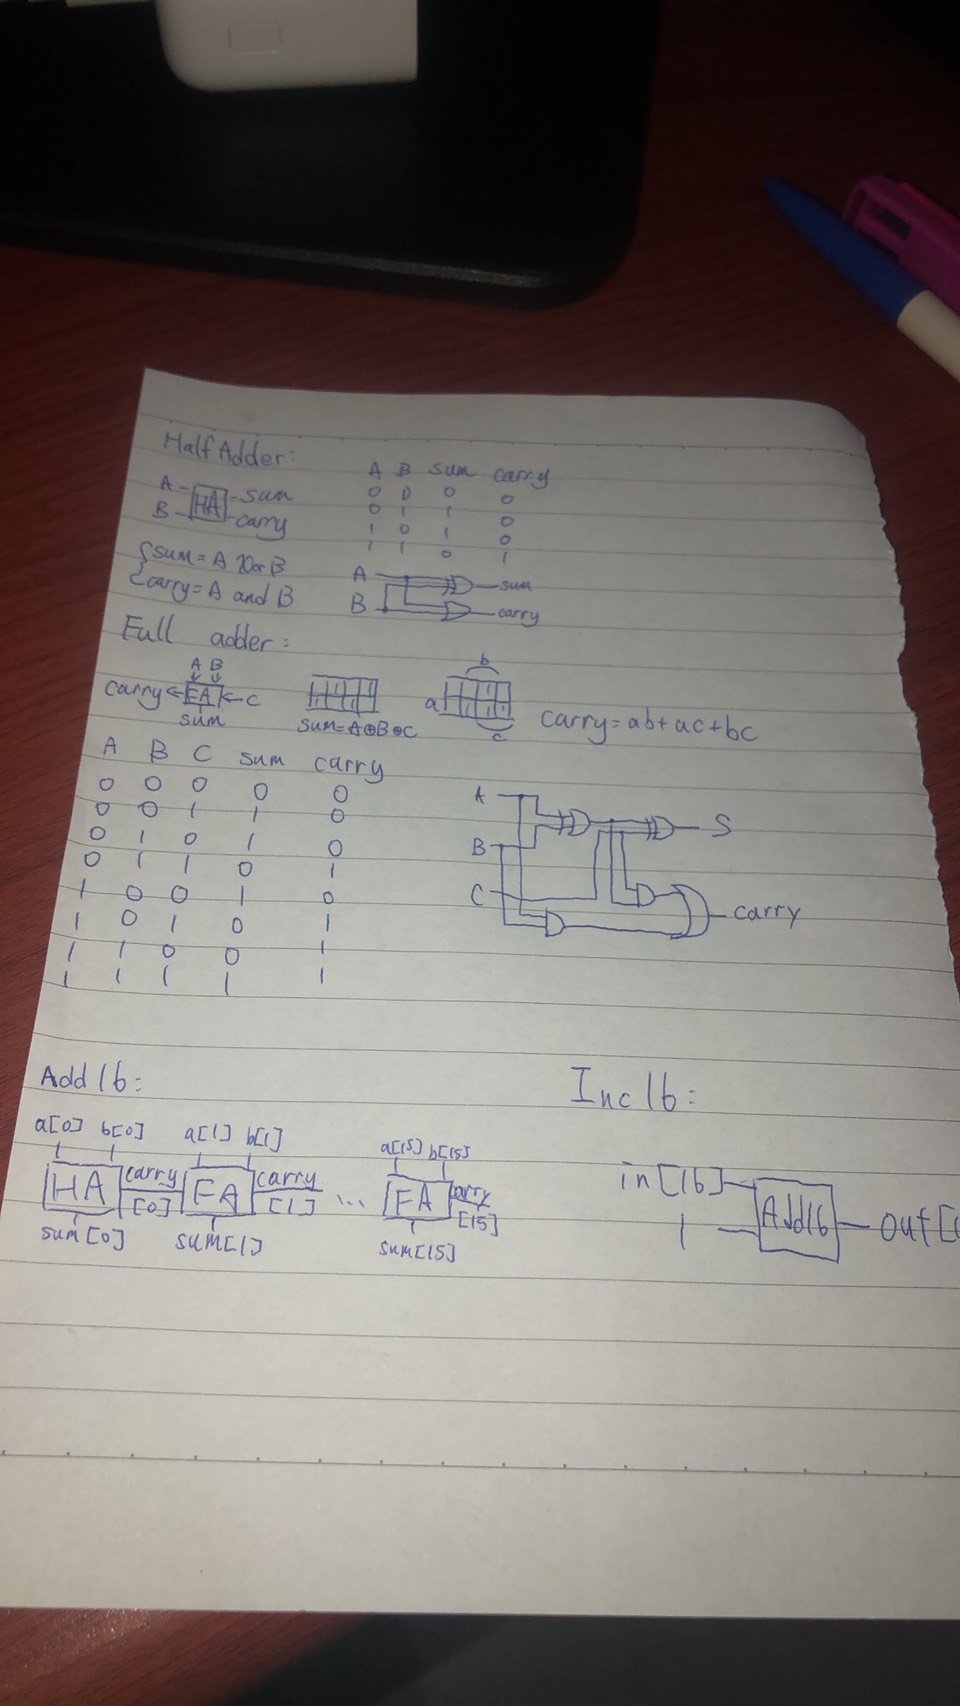 Half Adder:
A B sum carry
0 0 0 0
0 1 1 0
1 0 1 0
1 1 0 1
A HA sum
B carry
sum = A Xor B
carry = A and B
A sum
B carry
Full adder:
A B
carry FA C
sum
sum=A⊕B⊕C
b
a
c
carry=ab+ac+bc
A B C sum carry
0 0 0 0 0
0 0 1 1 0
0 1 0 1 0
0 1 1 0 1
1 0 0 1 0
1 0 1 0 1
1 1 0 0 1
1 1 1 1 1
A
B
C
S
carry
Add16:
a[0] b[0] a[1] b[1] a[15] b[15]
HA carry FA carry ... FA arry
[0] [1] [15]
sum[0] sum[1] sum[15]
Inc16:
in[16]
1
Add16 out[